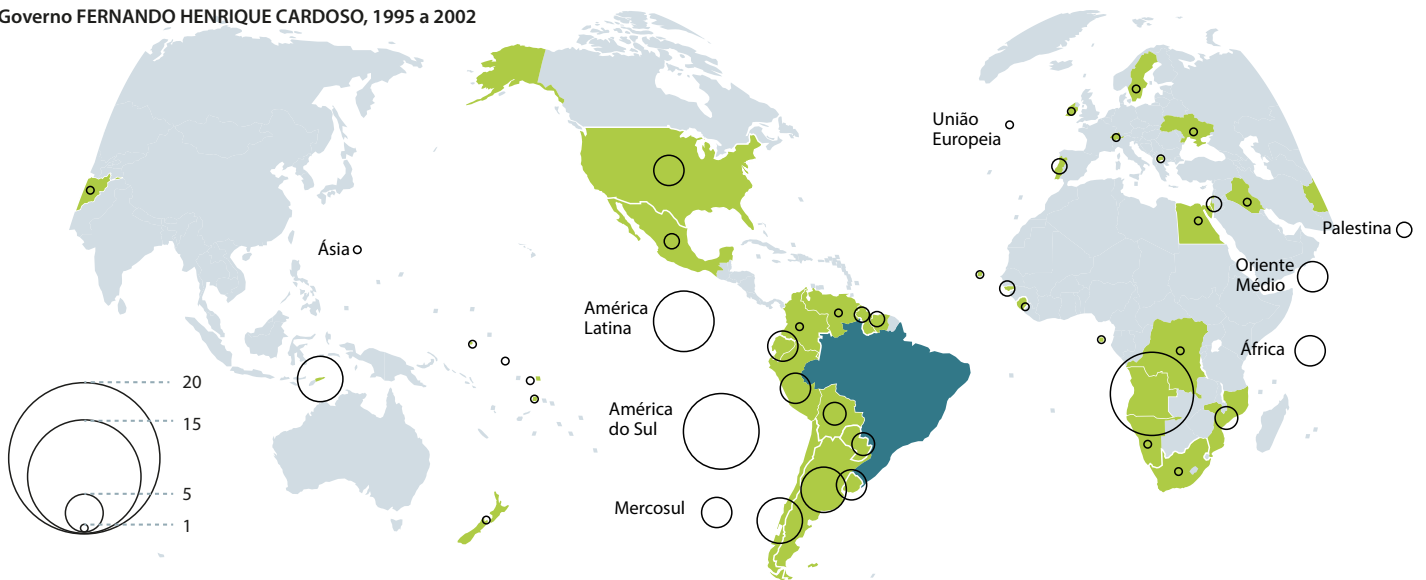 Governo FERNANDO HENRIQUE CARDOSO, 1995 a 2002
União
Europeia
Palestina
Ásia
Oriente
Médio
América
Latina
África
20
15
5
1
América
do Sul
Mercosul